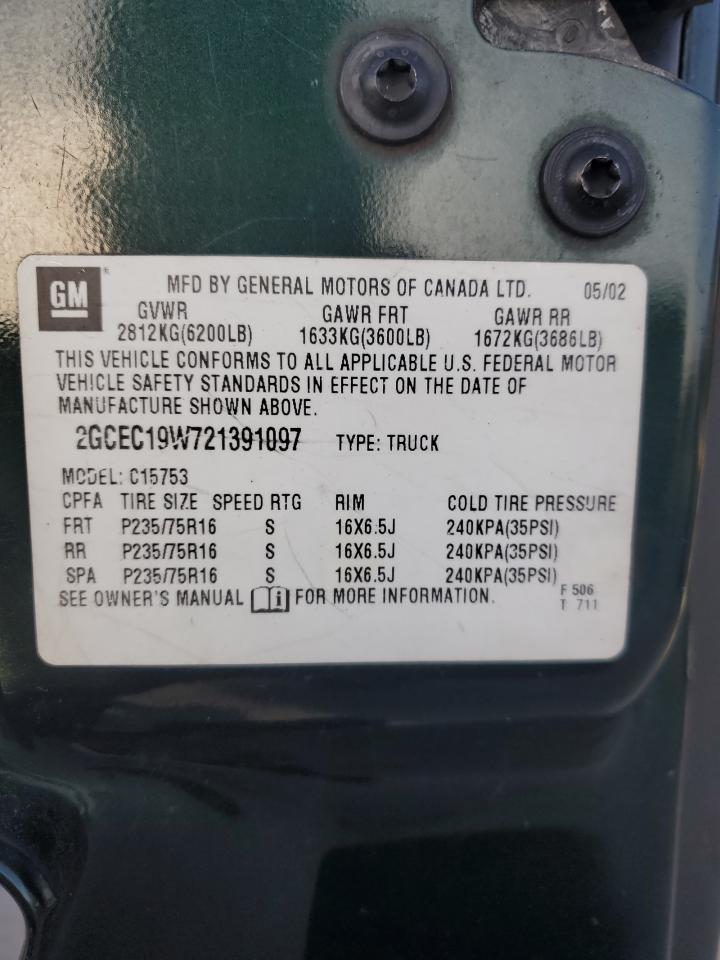 GM
MFD BY GENERAL MOTORS OF CANADA LTD. 05/02
GVWR GAWR FRT GAWR RR
2812KG(6200LB) 1633KG(3600LB) 1672KG(3686LB)
THIS VEHICLE CONFORMS TO ALL APPLICABLE U.S. FEDERAL MOTOR
VEHICLE SAFETY STANDARDS IN EFFECT ON THE DATE OF
MANUFACTURE SHOWN ABOVE.
2GCEC19W721391097 TYPE: TRUCK
MODEL: C15753
CPFA TIRE SIZE SPEED RTG RIM COLD TIRE PRESSURE
FRT P235/75R16 S 16X6.5J 240KPA(35PSI)
RR P235/75R16 S 16X6.5J 240KPA(35PSI)
SPA P235/75R16 S 16X6.5J 240KPA(35PSI)
SEE OWNER'S MANUAL i FOR MORE INFORMATION. F 506
T 711